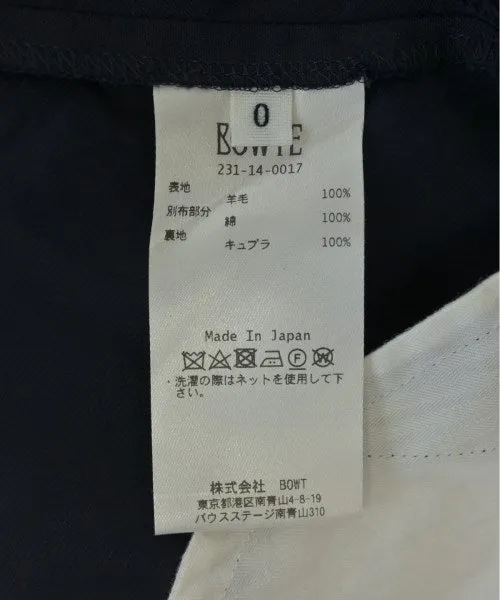 0
BOWTE
231-14-0017
表地 羊毛 100%
別布部分 綿 100%
裏地 キュプラ 100%
Made In Japan
・洗濯の際はネットを使用して下
さい。
株式会社 BOWT
東京都港区南青山4-8-19
パウスステージ南青山310